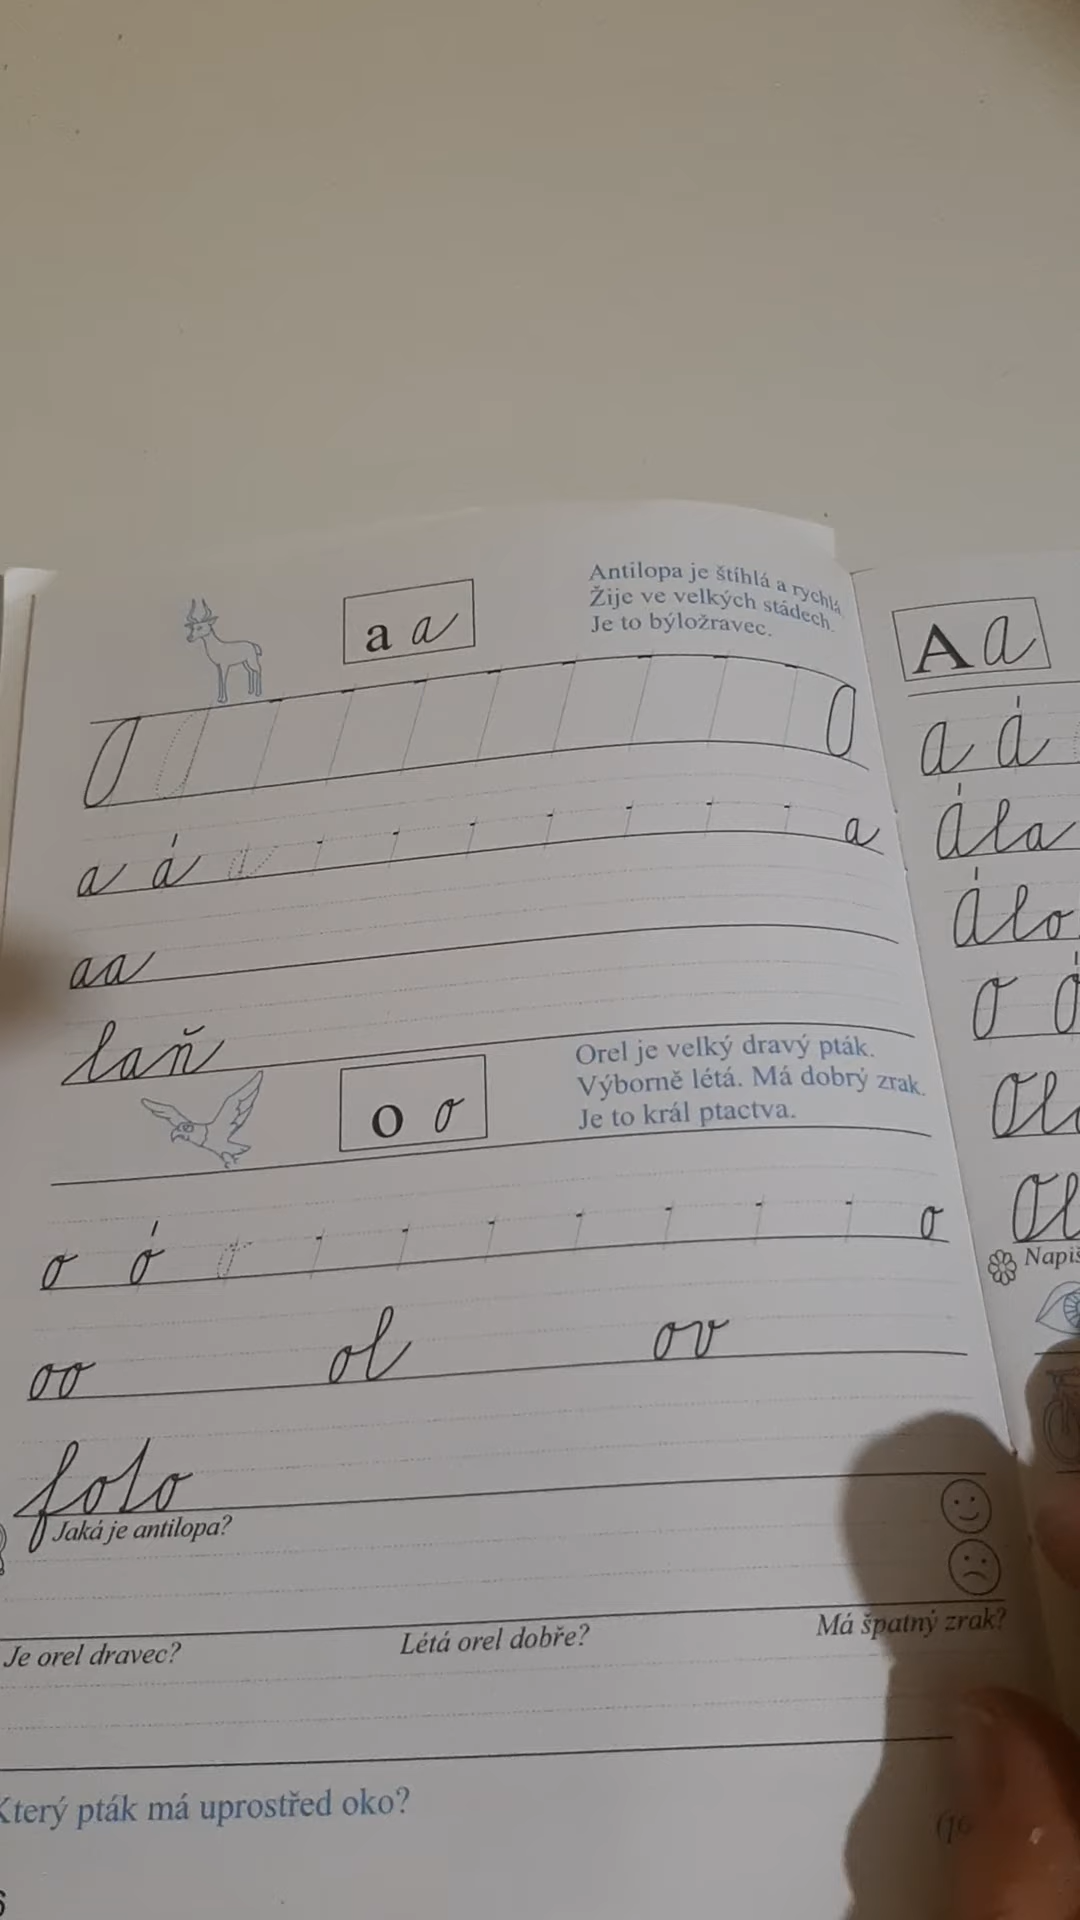 a a
Antilopa je štíhlá a rychlá
Žije ve velkých stádech.
Je to býložravec.
O O
a á a a
aa
laň
o o
Orel je velký dravý pták.
Výborně létá. Má dobrý zrak.
Je to král ptactva.
o ó o o
oo ol ov
foto
Jaká je antilopa?
Je orel dravec? Létá orel dobře? Má špatný zrak?
Který pták má uprostřed oko?
A a
a á
Ála
Álo
o
Napiš